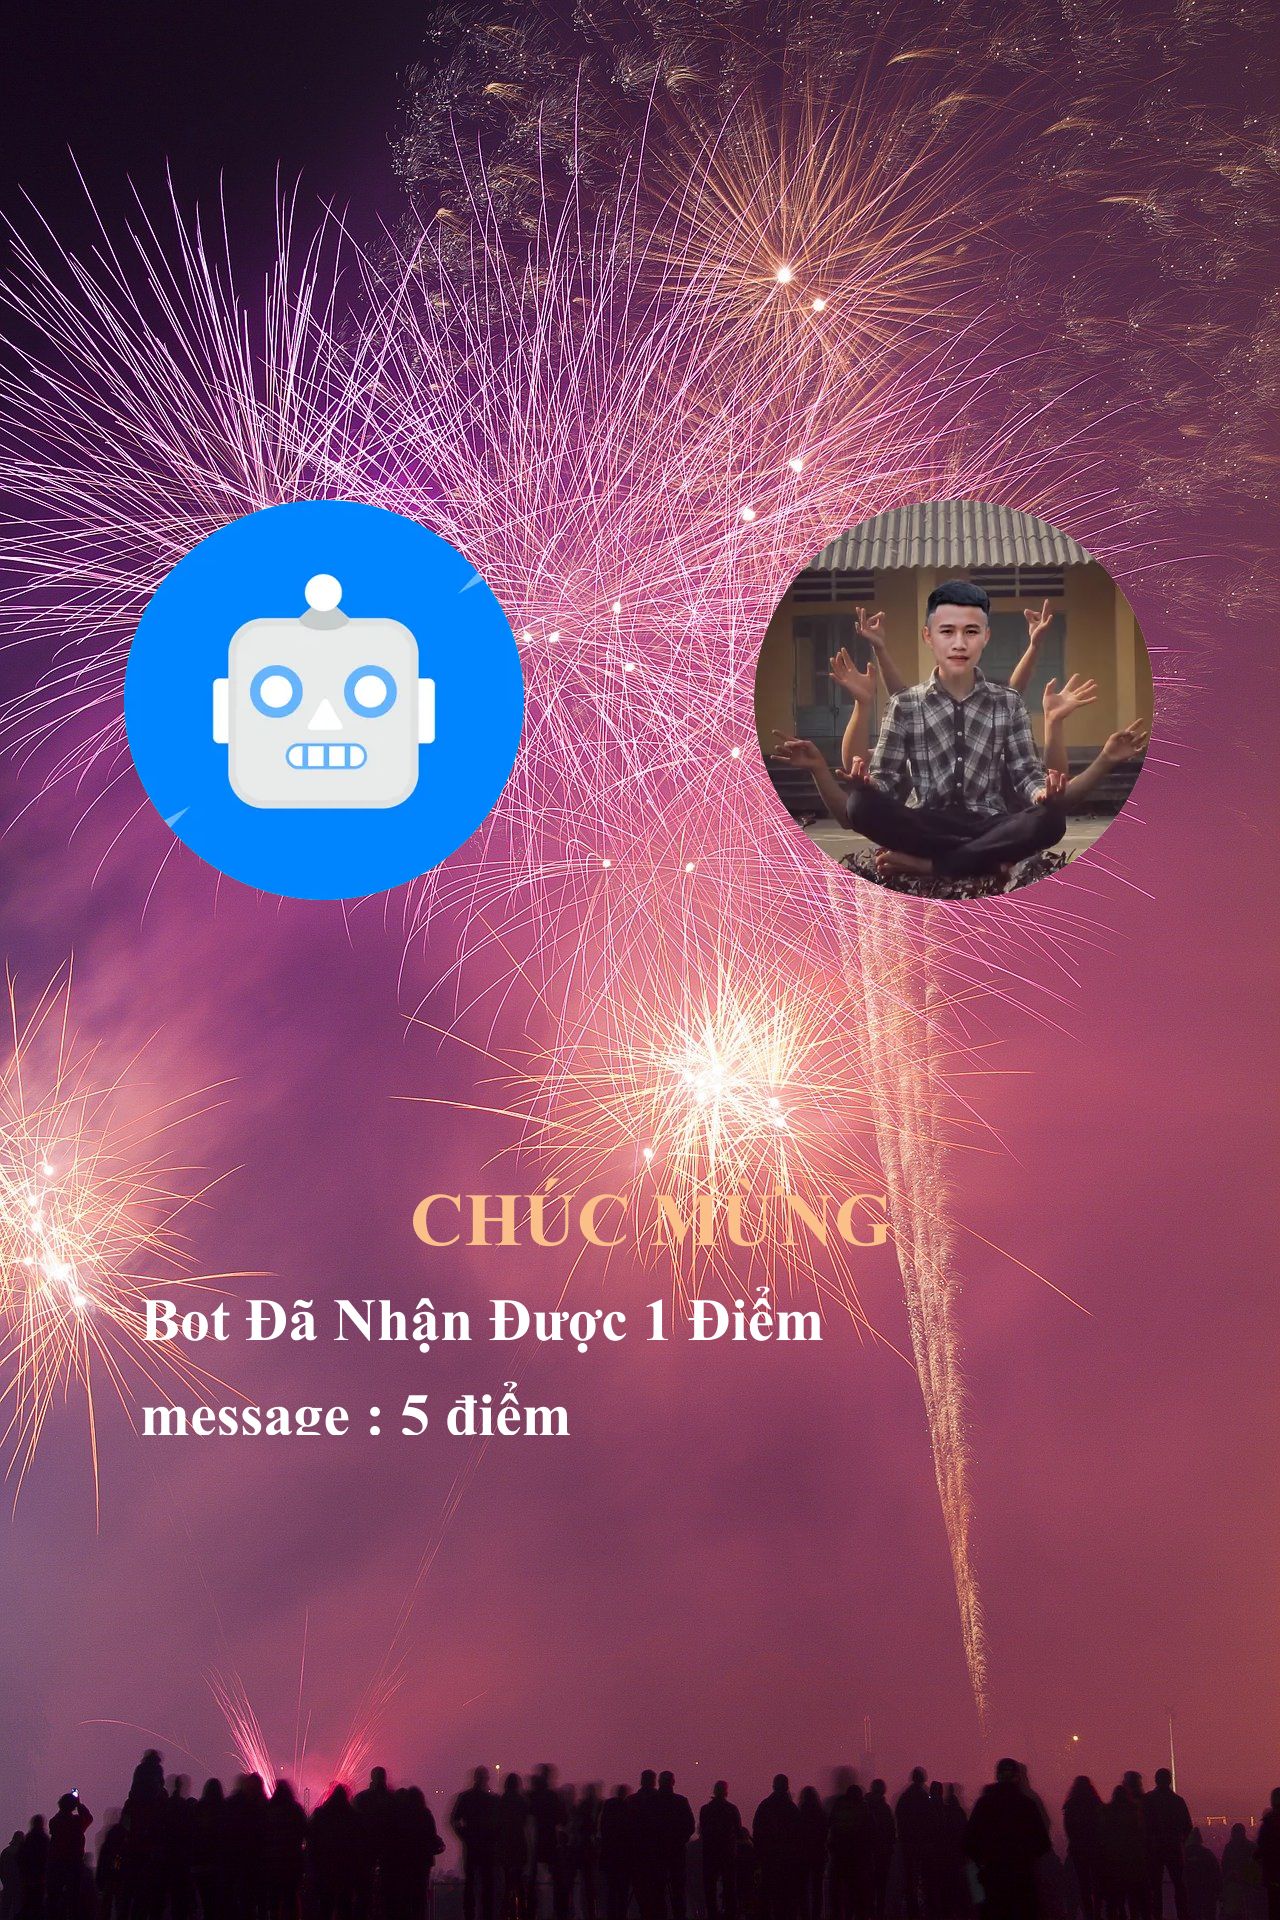 CHÚC MỪNG
Bot Đã Nhận Được 1 Điểm
message : 5 điểm